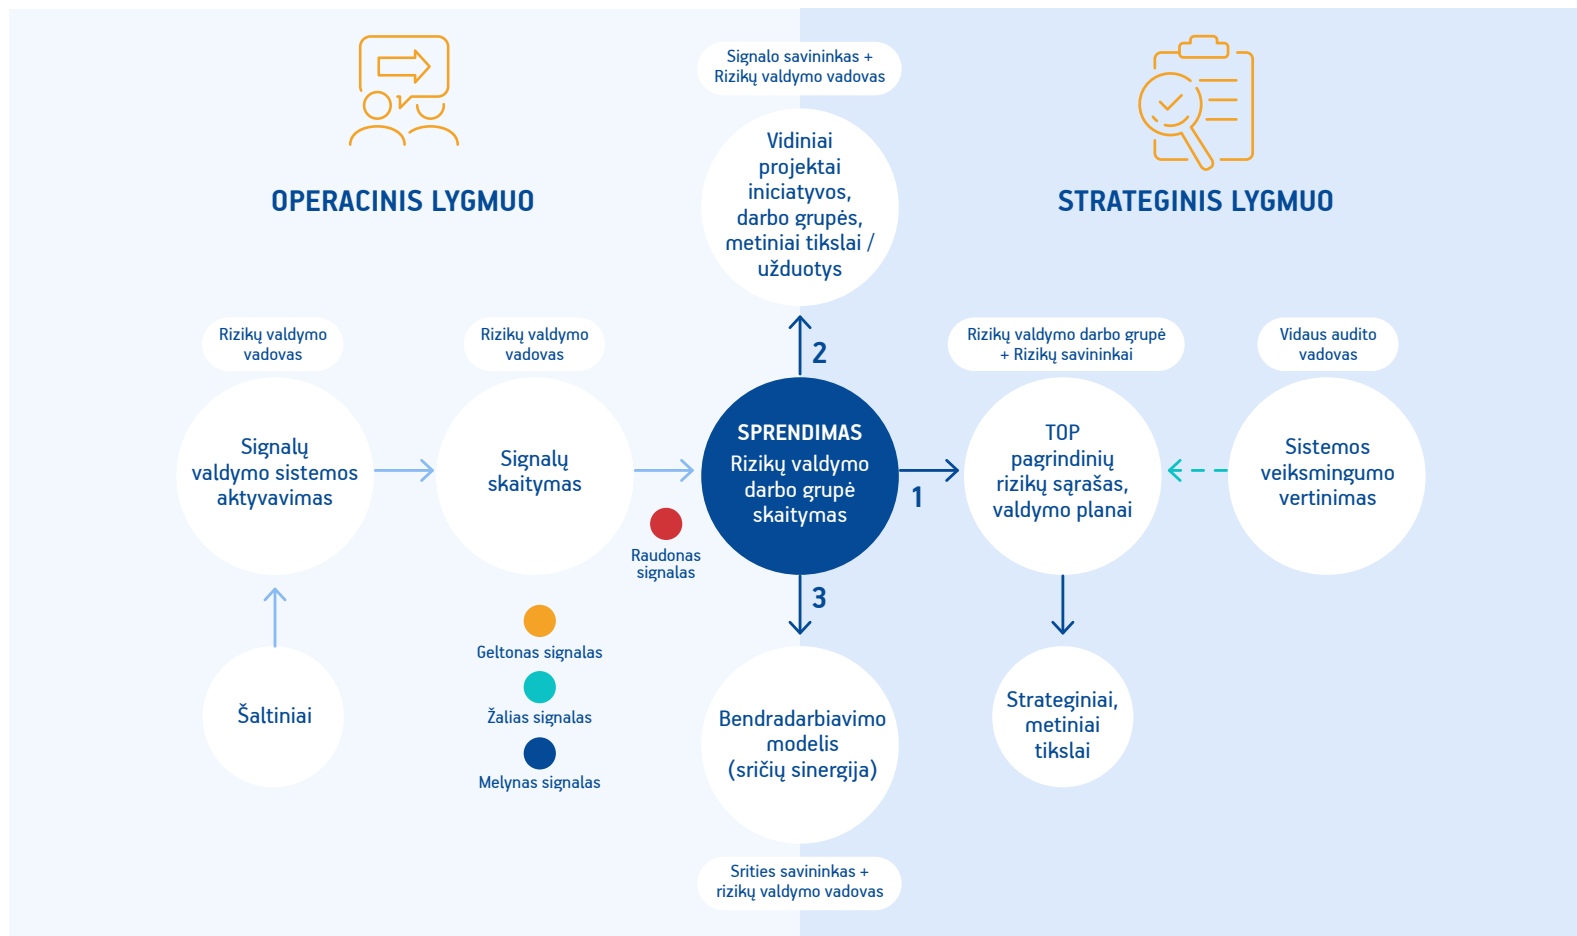 OPERACINIS LYGMUO
Signalo savininkas +
Rizikų valdymo vadovas
Vidiniai
projektai
iniciatyvos,
darbo grupės,
metiniai tikslai /
užduotys
STRATEGINIS LYGMUO
Rizikų valdymo
vadovas
Signalų
valdymo sistemos
aktyvavimas
Rizikų valdymo
vadovas
Signalų
skaitymas
2
SPRENDIMAS
Rizikų valdymo
darbo grupė
skaitymas
1
3
Rizikų valdymo darbo grupė
+ Rizikų savininkai
TOP
pagrindinių
rizikų sąrašas,
valdymo planai
Vidaus audito
vadovas
Sistemos
veiksmingumo
vertinimas
Raudonas
signalas
Geltonas signalas
Žalias signalas
Melynas signalas
Šaltiniai
Bendradarbiavimo
modelis
(sričių sinergija)
Srities savininkas +
rizikų valdymo vadovas
Strateginiai,
metiniai
tikslai